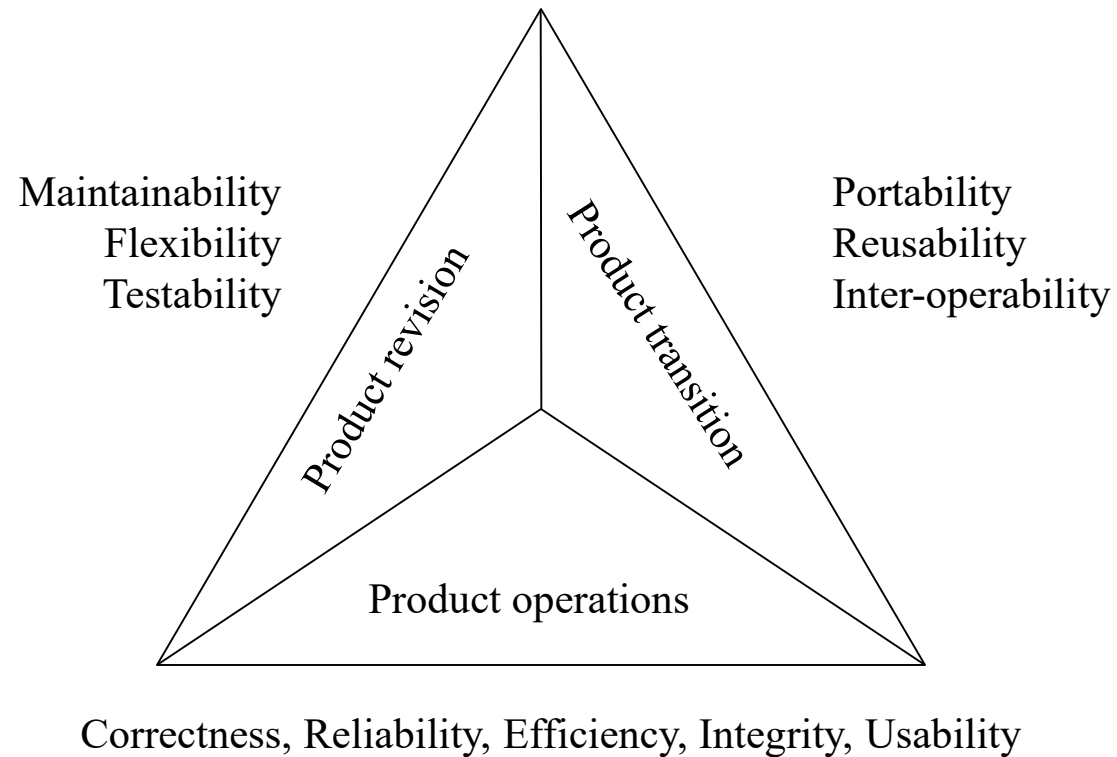 Maintainability
Flexibility
Testability
Portability
Reusability
Inter-operability
Product revision
Product transition
Product operations
Correctness, Reliability, Efficiency, Integrity, Usability